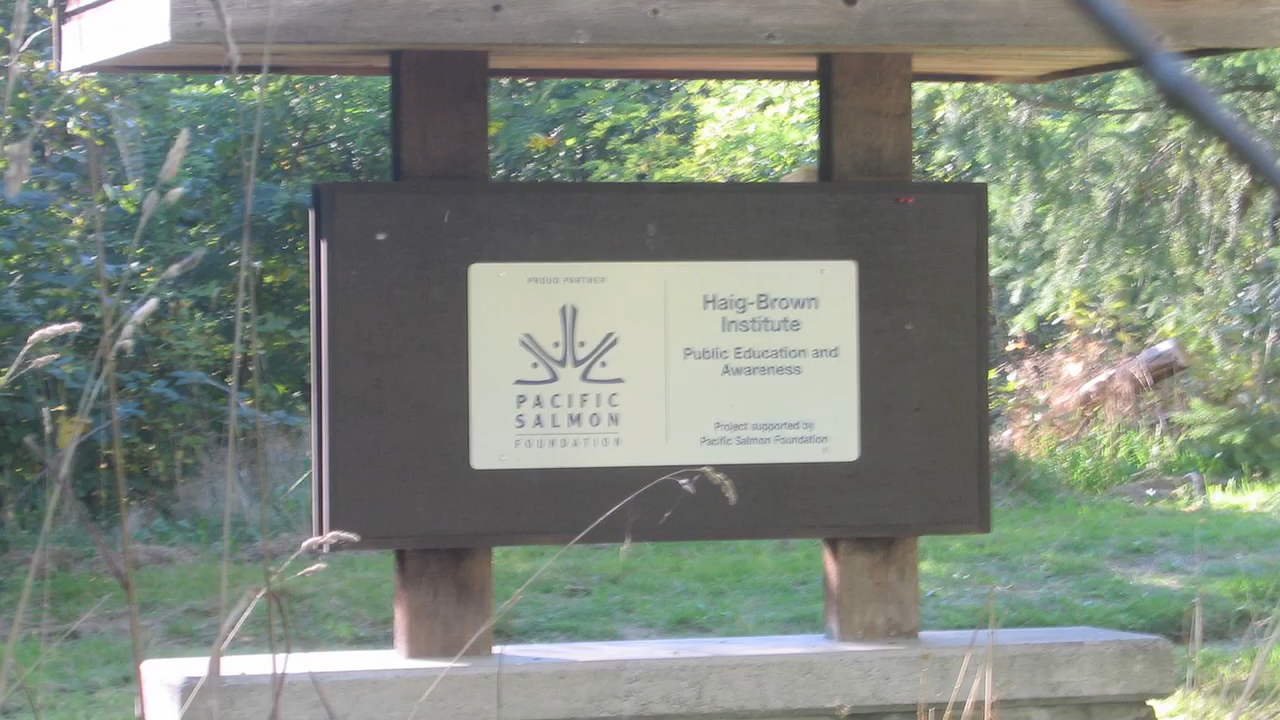 PROUD PARTNER
PACIFIC
SALMON
FOUNDATION
Haig-Brown
Institute
Public Education and
Awareness
Project supported by
Pacific Salmon Foundation